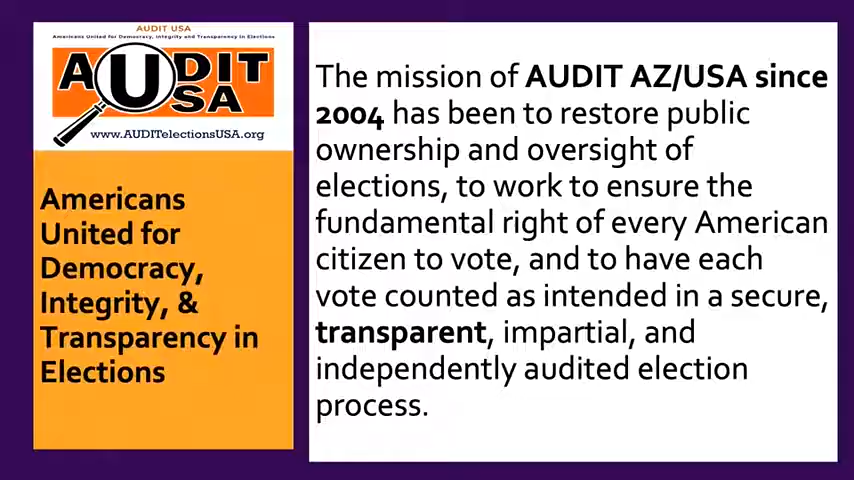 AUDIT USA
Americans United for Democracy, Integrity and Transparency in Elections
AUDIT
USA
www.AUDITelectionsUSA.org
Americans
United for
Democracy,
Integrity, &
Transparency in
Elections
The mission of AUDIT AZ/USA since
2004 has been to restore public
ownership and oversight of
elections, to work to ensure the
fundamental right of every American
citizen to vote, and to have each
vote counted as intended in a secure,
transparent, impartial, and
independently audited election
process.